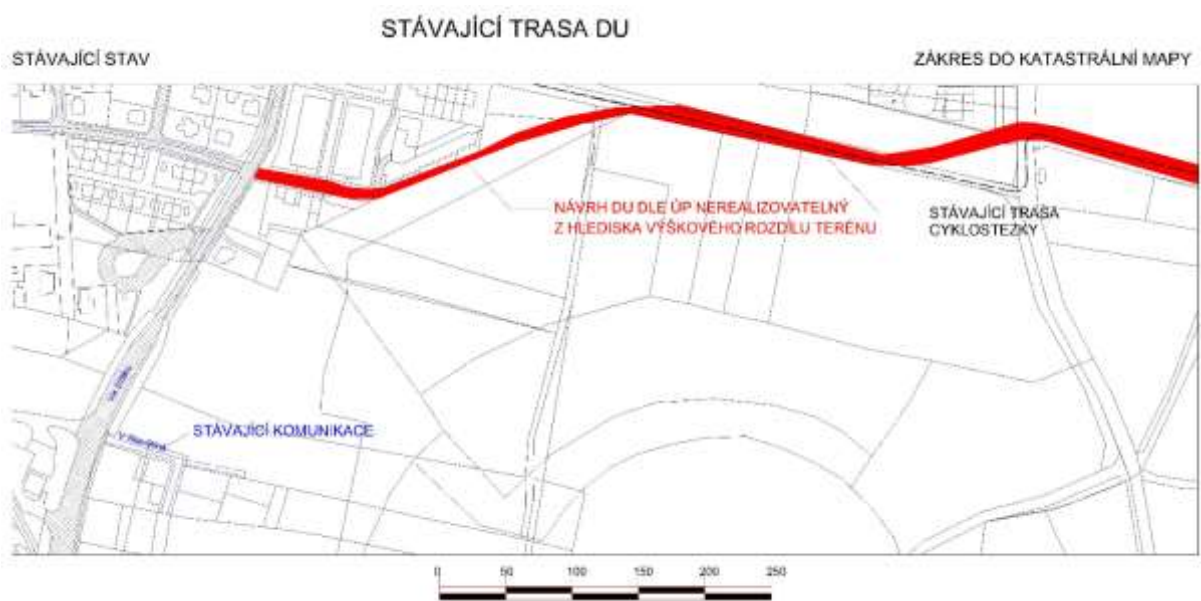 STÁVAJÍCÍ TRASA DU
STÁVAJÍCÍ STAV
ZÁKRES DO KATASTRÁLNÍ MAPY
NÁVRH DU DLE ÚP NEREALIZOVATELNÝ
Z HLEDISKA VÝŠKOVÉHO ROZDÍLU TERÉNU
STÁVAJÍCÍ TRASA
CYKLOSTEZKY
STÁVAJÍCÍ KOMUNIKACE
0 50 100 150 200 250